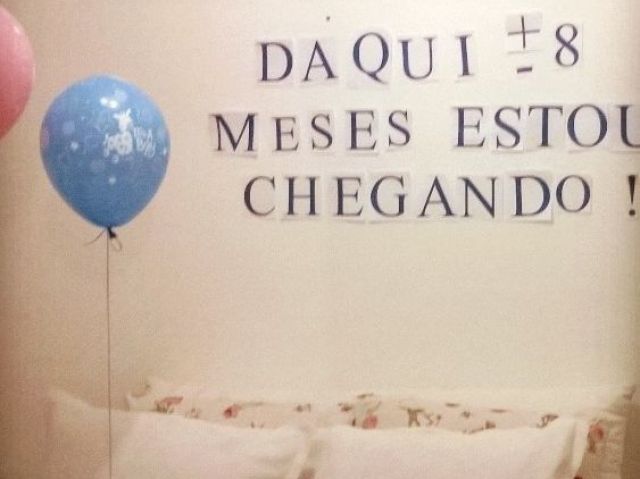 DAQUI ±8
MESES ESTOU
CHEGANDO !